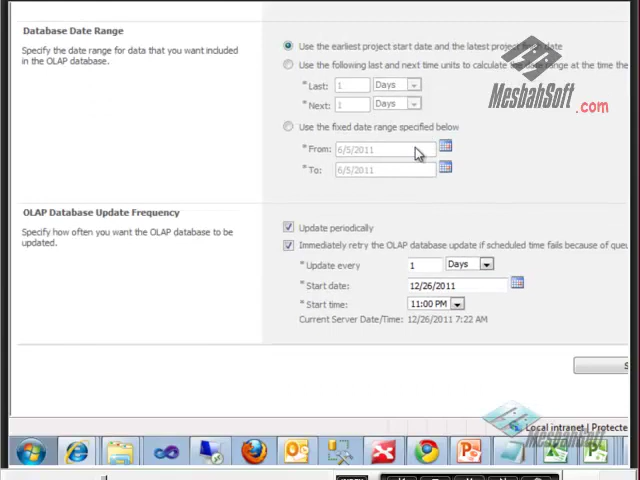 Database Date Range
Specify the date range for data that you want included
in the OLAP database.
Use the earliest project start date and the latest project date
Use the following last and next time units to calculate the date range at the time the
* Last: 1 Days
* Next: 1 Days
Use the fixed date range specified below
* From: 6/5/2011
* To: 6/5/2011
MesbahSoft
.com
OLAP Database Update Frequency
Specify how often you want the OLAP database to be
updated.
Update periodically
Immediately retry the OLAP database update if scheduled time fails because of queu
* Update every 1 Days
* Start date: 12/26/2011
* Start time: 11:00 PM
Current Server Date/Time: 12/26/2011 7:22 AM
S
Local intranet | Protecte
MesbahSoft